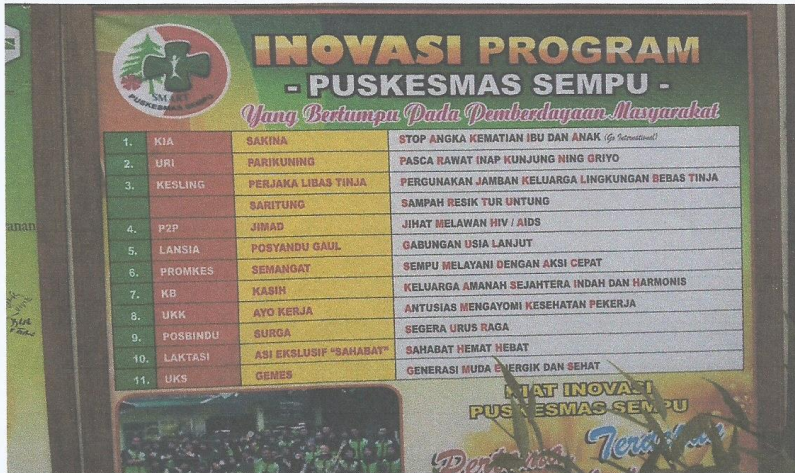 SMART
PUSKESMAS SEMPU
INOVASI PROGRAM
- PUSKESMAS SEMPU -
Yang Bertumpu Pada Pemberdayaan Masyarakat
1. KIA SAKINA STOP ANGKA KEMATIAN IBU DAN ANAK (Go International)
2. URI PARIKUNING PASCA RAWAT INAP KUNJUNG NING GRIYO
3. KESLING PERJAKA LIBAS TINJA PERGUNAKAN JAMBAN KELUARGA LINGKUNGAN BEBAS TINJA
SARITUNG SAMPAH RESIK TUR UNTUNG
4. P2P JIMAD JIHAT MELAWAN HIV / AIDS
5. LANSIA POSYANDU GAUL GABUNGAN USIA LANJUT
6. PROMKES SEMANGAT SEMPU MELAYANI DENGAN AKSI CEPAT
7. KB KASIH KELUARGA AMANAH SEJAHTERA INDAH DAN HARMONIS
8. UKK AYO KERJA ANTUSIAS MENGAYOMI KESEHATAN PEKERJA
9. POSBINDU SURGA SEGERA URUS RAGA
10. LAKTASI ASI EKSLUSIF "SAHABAT" SAHABAT HEMAT HEBAT
11. UKS GEMES GENERASI MUDA ENERGIK DAN SEHAT
KIAT INOVASI
PUSKESMAS SEMPU